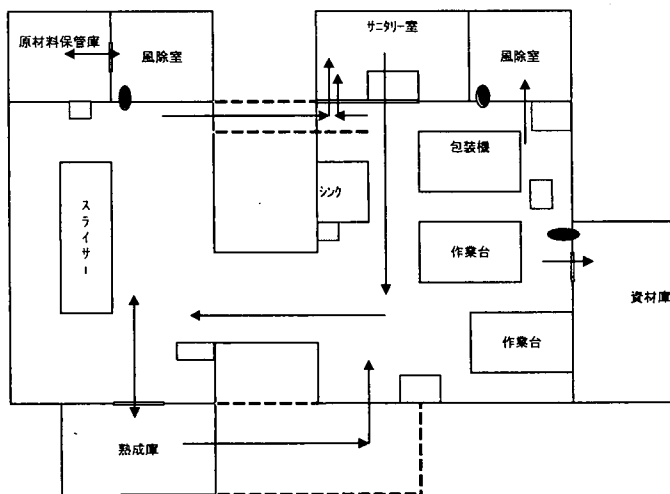 サニタリー室
原材料保管庫
風除室
風除室
包装機
シンク
スライサー
作業台
資材庫
作業台
熟成庫